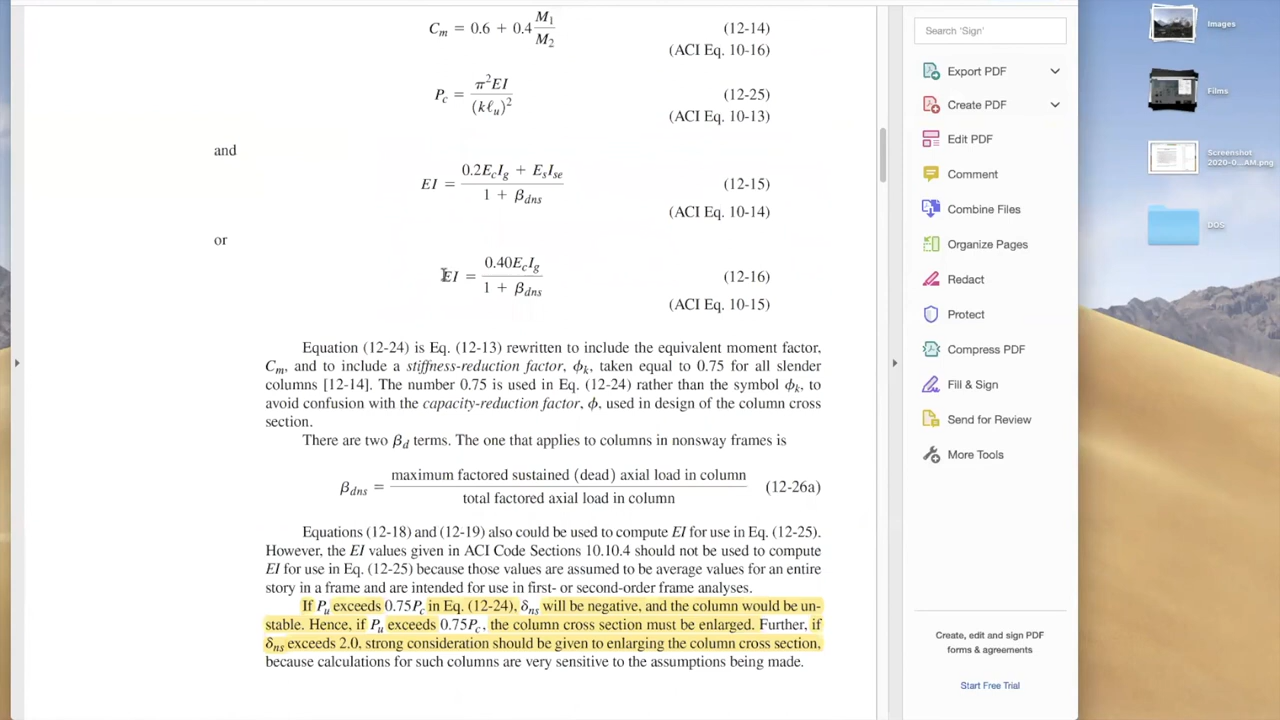 C_m = 0.6 + 0.4 M_1/M_2 (12-14)
(ACI Eq. 10-16)
P_c = π²EI/(kℓ_u)² (12-25)
(ACI Eq. 10-13)
and
EI = (0.2E_cI_g + E_sI_se)/(1 + β_dns) (12-15)
(ACI Eq. 10-14)
or
EI = 0.40E_cI_g/(1 + β_dns) (12-16)
(ACI Eq. 10-15)
Equation (12-24) is Eq. (12-13) rewritten to include the equivalent moment factor,
C_m, and to include a stiffness-reduction factor, ϕ_k, taken equal to 0.75 for all slender
columns [12-14]. The number 0.75 is used in Eq. (12-24) rather than the symbol ϕ_k, to
avoid confusion with the capacity-reduction factor, ϕ, used in design of the column cross
section.
There are two β_d terms. The one that applies to columns in nonsway frames is
β_dns = maximum factored sustained (dead) axial load in column / total factored axial load in column (12-26a)
Equations (12-18) and (12-19) also could be used to compute EI for use in Eq. (12-25).
However, the EI values given in ACI Code Sections 10.10.4 should not be used to compute
EI for use in Eq. (12-25) because those values are assumed to be average values for an entire
story in a frame and are intended for use in first- or second-order frame analyses.
If P_u exceeds 0.75P_c in Eq. (12-24), δ_ns will be negative, and the column would be un-
stable. Hence, if P_u exceeds 0.75P_c, the column cross section must be enlarged. Further, if
δ_ns exceeds 2.0, strong consideration should be given to enlarging the column cross section,
because calculations for such columns are very sensitive to the assumptions being made.
Search 'Sign'
Export PDF
Create PDF
Edit PDF
Comment
Combine Files
Organize Pages
Redact
Protect
Compress PDF
Fill & Sign
Send for Review
More Tools
Create, edit and sign PDF
forms & agreements
Start Free Trial
Images
Films
Screenshot
2020-0...AM.png
DOS